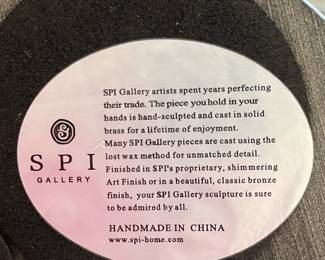 SPI Gallery artists spent years perfecting
their trade. The piece you hold in your
hands is hand-sculpted and cast in solid
brass for a lifetime of enjoyment.
Many SPI Gallery pieces are cast using the
lost wax method for unmatched detail.
Finished in SPI's proprietary, shimmering
Art Finish or in a beautiful, classic bronze
finish, your SPI Gallery sculpture is sure
to be admired by all.
HANDMADE IN CHINA
www.spi-home.com
S
SPI
GALLERY